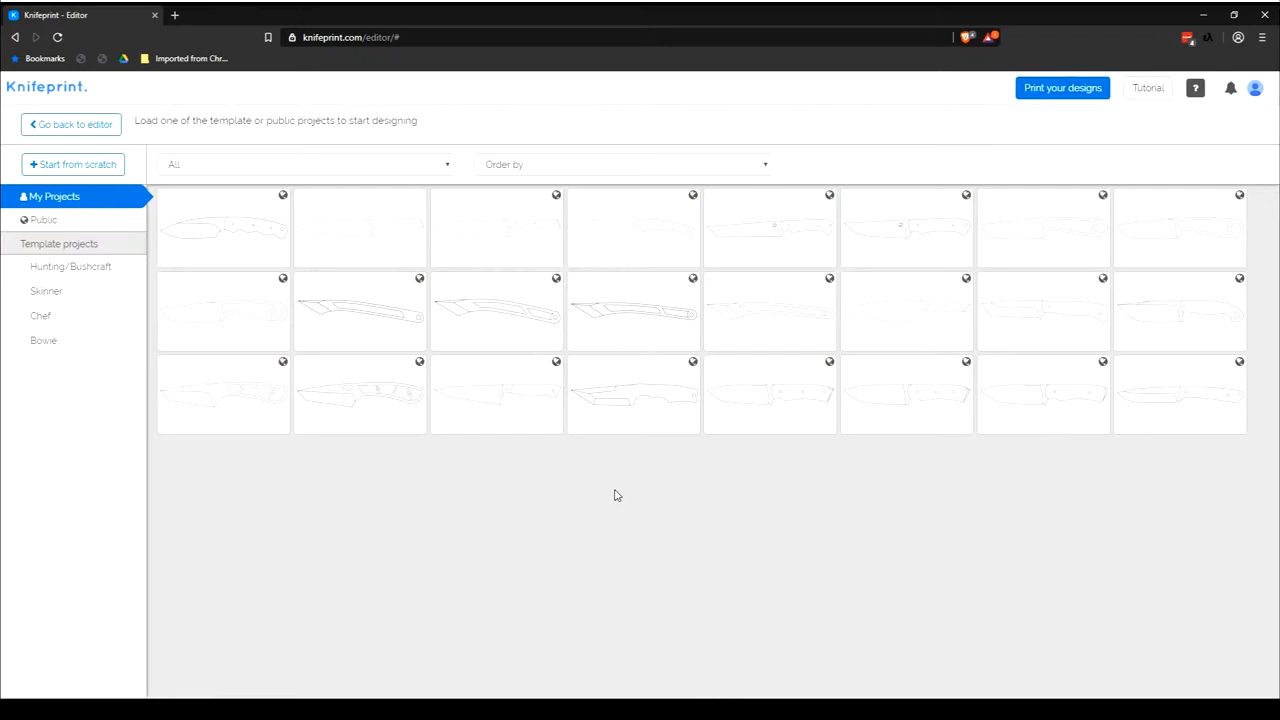 Knifeprint - Editor
knifeprint.com/editor/#
Bookmarks
Imported from Chr...
Knifeprint.
Print your designs
Tutorial
?
Go back to editor
Load one of the template or public projects to start designing
Start from scratch
All
Order by
My Projects
Public
Template projects
Hunting/Bushcraft
Skinner
Chef
Bowie